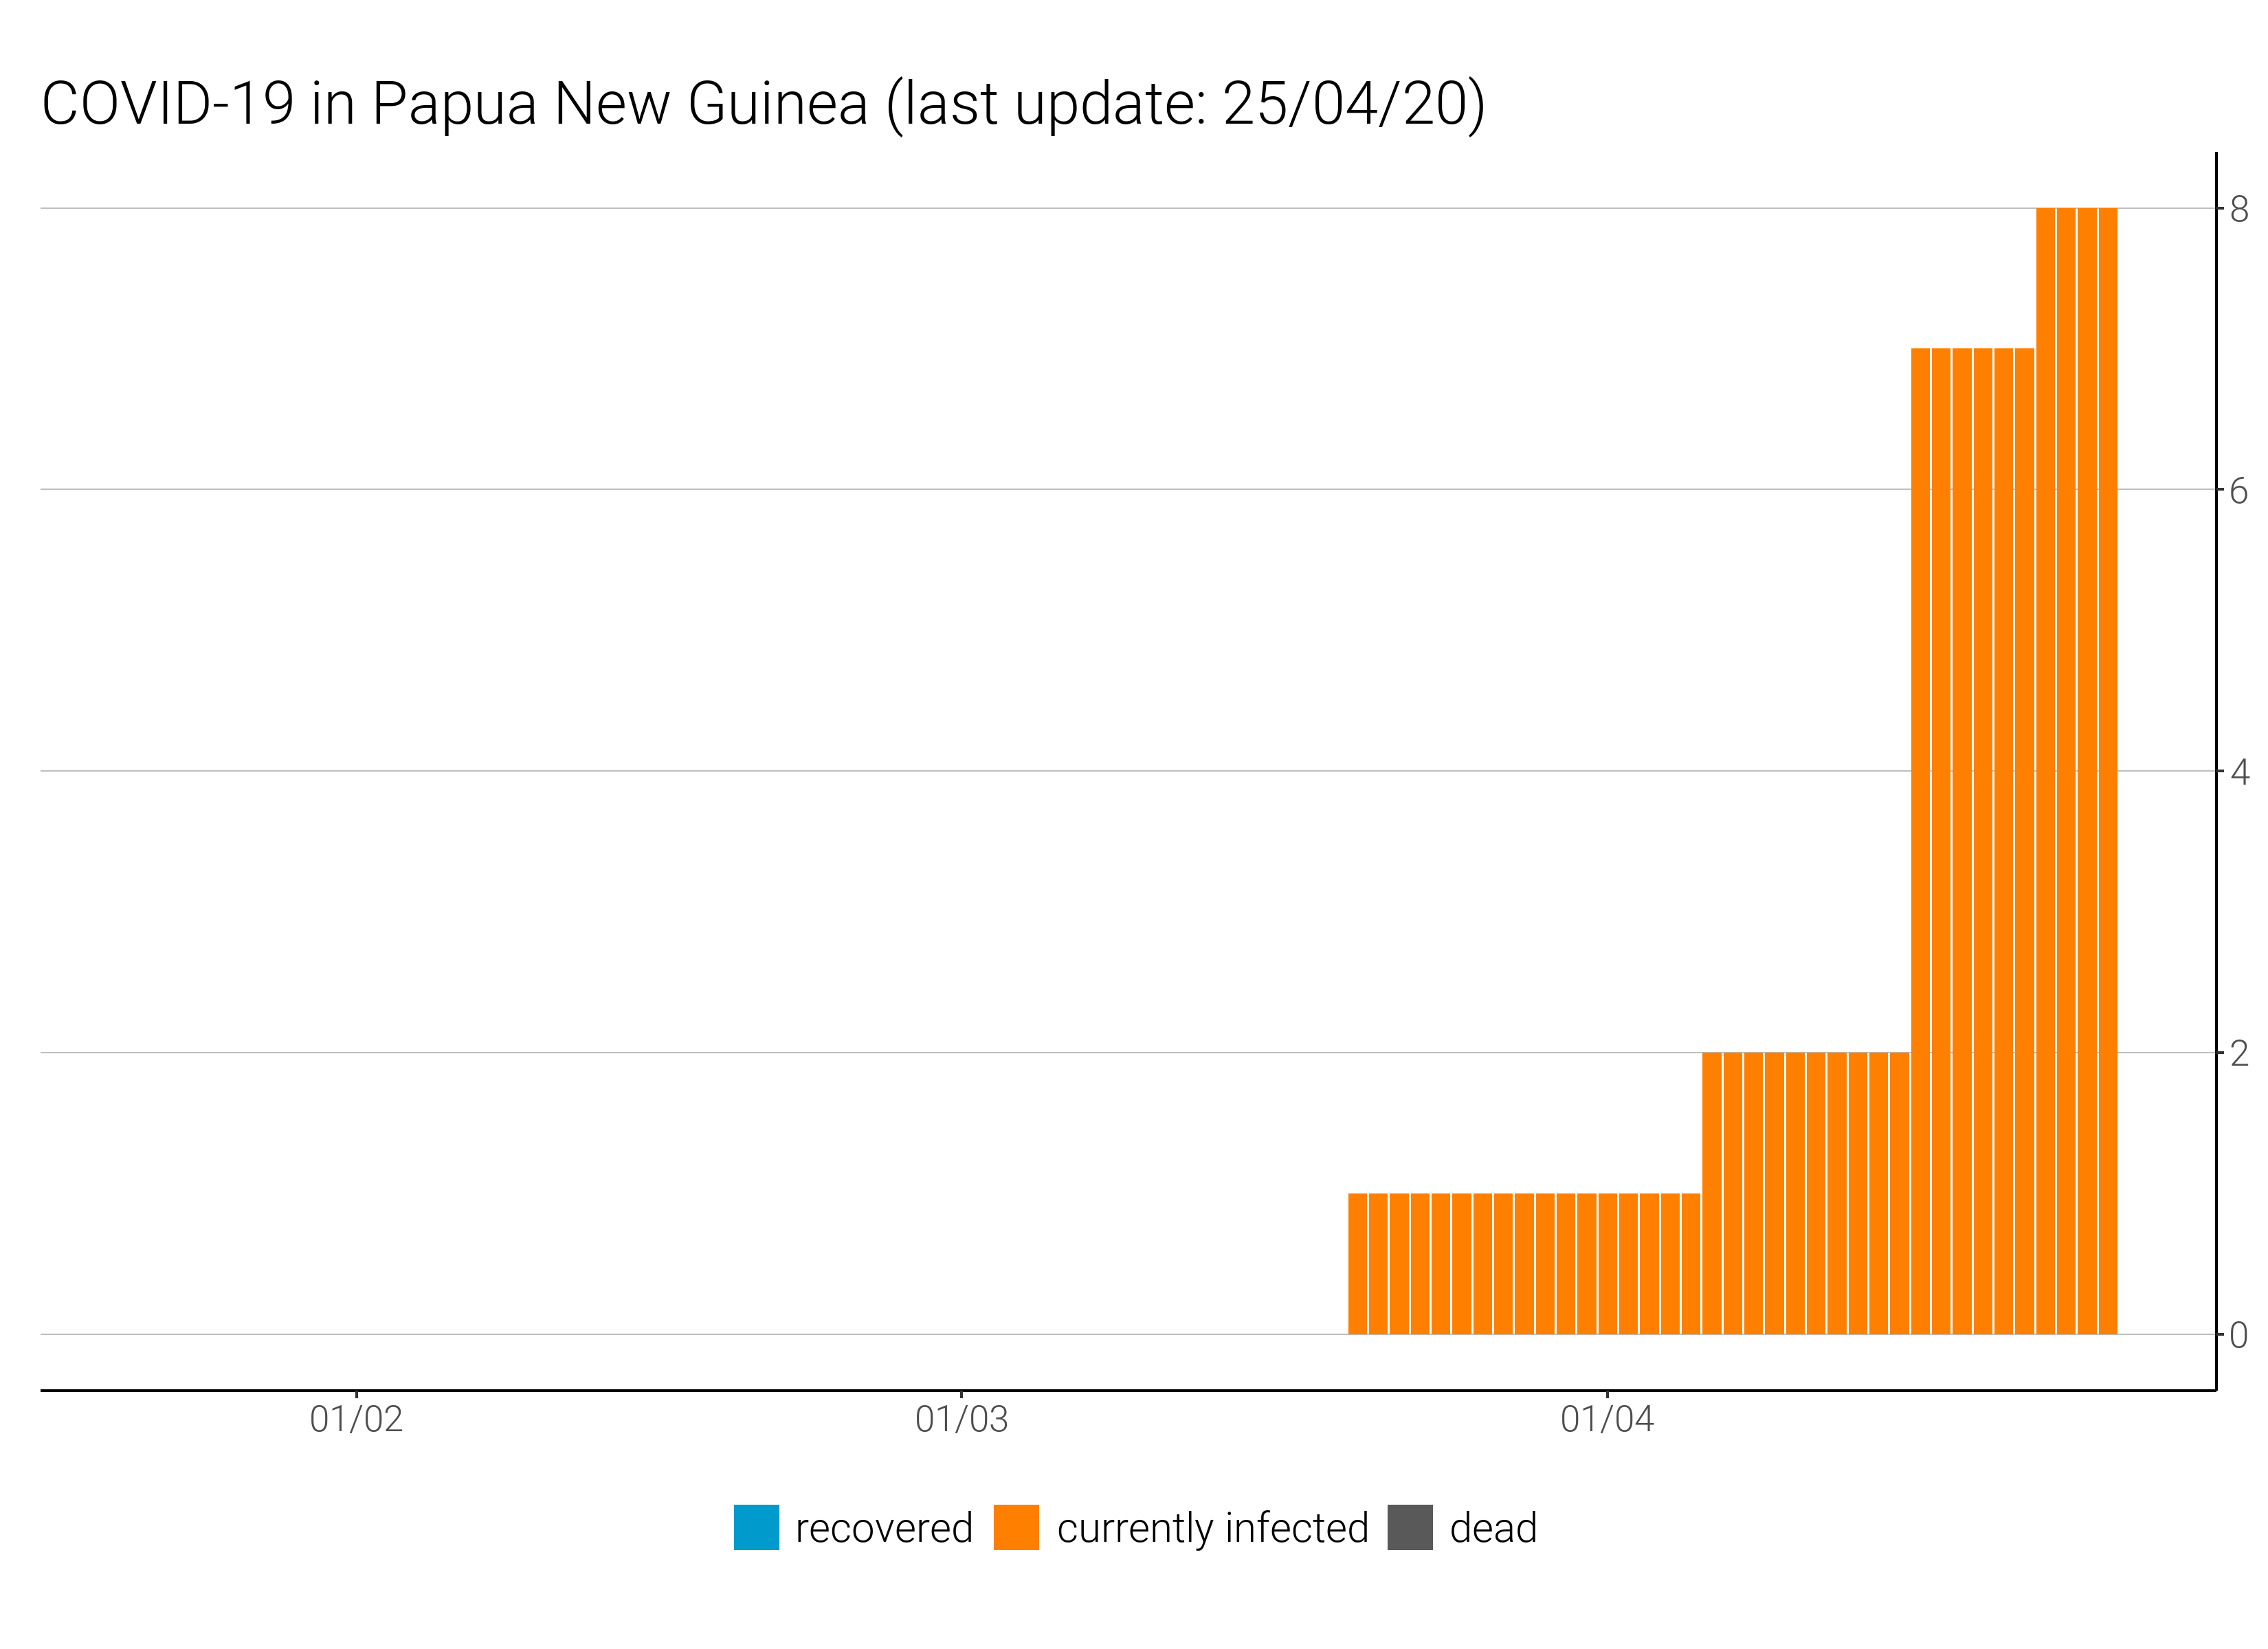 COVID-19 in Papua New Guinea (last update: 25/04/20)
8
6
4
2
0
01/02 01/03 01/04
recovered currently infected dead